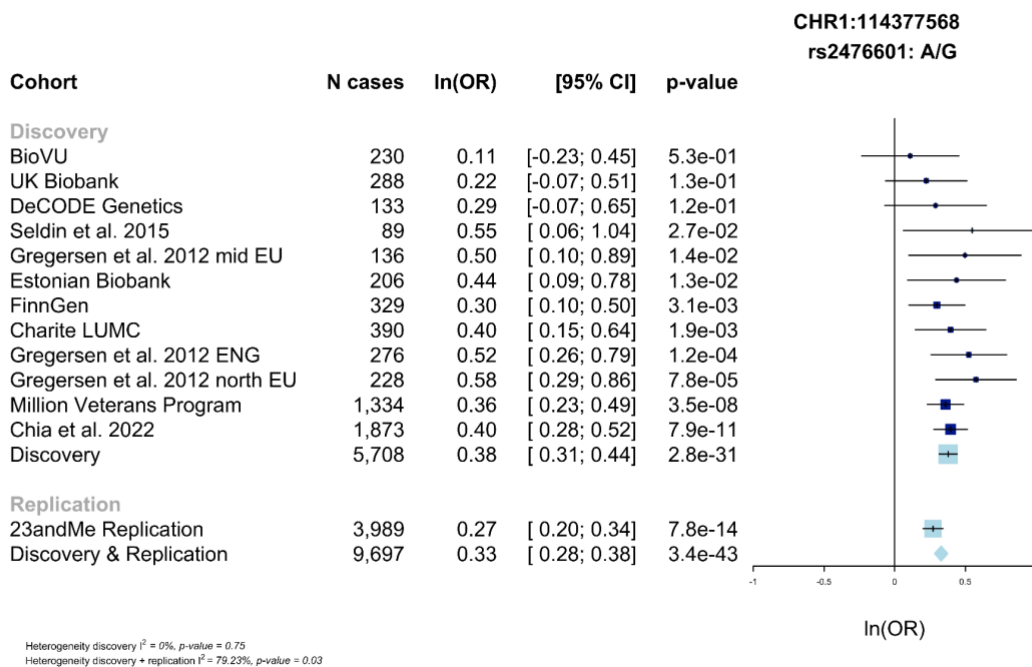 CHR1:114377568
rs2476601: A/G
Cohort N cases ln(OR) [95% CI] p-value
Discovery
BioVU 230 0.11 [-0.23; 0.45] 5.3e-01
UK Biobank 288 0.22 [-0.07; 0.51] 1.3e-01
DeCODE Genetics 133 0.29 [-0.07; 0.65] 1.2e-01
Seldin et al. 2015 89 0.55 [ 0.06; 1.04] 2.7e-02
Gregersen et al. 2012 mid EU 136 0.50 [ 0.10; 0.89] 1.4e-02
Estonian Biobank 206 0.44 [ 0.09; 0.78] 1.3e-02
FinnGen 329 0.30 [ 0.10; 0.50] 3.1e-03
Charite LUMC 390 0.40 [ 0.15; 0.64] 1.9e-03
Gregersen et al. 2012 ENG 276 0.52 [ 0.26; 0.79] 1.2e-04
Gregersen et al. 2012 north EU 228 0.58 [ 0.29; 0.86] 7.8e-05
Million Veterans Program 1,334 0.36 [ 0.23; 0.49] 3.5e-08
Chia et al. 2022 1,873 0.40 [ 0.28; 0.52] 7.9e-11
Discovery 5,708 0.38 [ 0.31; 0.44] 2.8e-31
Replication
23andMe Replication 3,989 0.27 [ 0.20; 0.34] 7.8e-14
Discovery & Replication 9,697 0.33 [ 0.28; 0.38] 3.4e-43
-1 -0.5 0 0.5
ln(OR)
Heterogeneity discovery I² = 0%, p-value = 0.75
Heterogeneity discovery + replication I² = 79.23%, p-value = 0.03